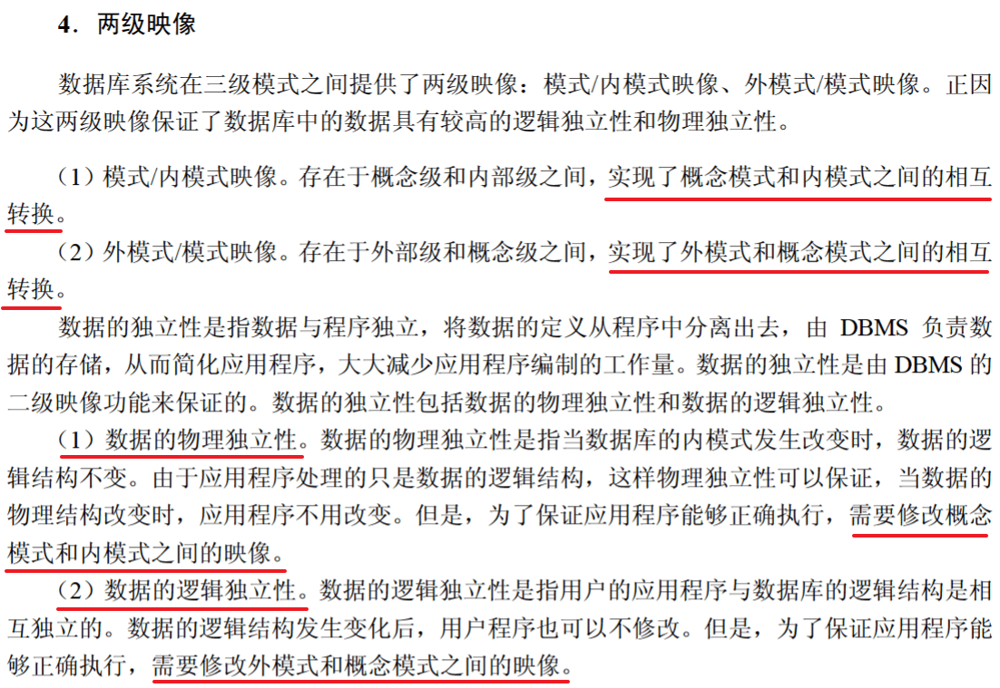 4．两级映像
数据库系统在三级模式之间提供了两级映像：模式/内模式映像、外模式/模式映像。正因
为这两级映像保证了数据库中的数据具有较高的逻辑独立性和物理独立性。
（1）模式/内模式映像。存在于概念级和内部级之间，实现了概念模式和内模式之间的相互
转换。
（2）外模式/模式映像。存在于外部级和概念级之间，实现了外模式和概念模式之间的相互
转换。
数据的独立性是指数据与程序独立，将数据的定义从程序中分离出去，由 DBMS 负责数
据的存储，从而简化应用程序，大大减少应用程序编制的工作量。数据的独立性是由 DBMS 的
二级映像功能来保证的。数据的独立性包括数据的物理独立性和数据的逻辑独立性。
（1）数据的物理独立性。数据的物理独立性是指当数据库的内模式发生改变时，数据的逻
辑结构不变。由于应用程序处理的只是数据的逻辑结构，这样物理独立性可以保证，当数据的
物理结构改变时，应用程序不用改变。但是，为了保证应用程序能够正确执行，需要修改概念
模式和内模式之间的映像。
（2）数据的逻辑独立性。数据的逻辑独立性是指用户的应用程序与数据库的逻辑结构是相
互独立的。数据的逻辑结构发生变化后，用户程序也可以不修改。但是，为了保证应用程序能
够正确执行，需要修改外模式和概念模式之间的映像。